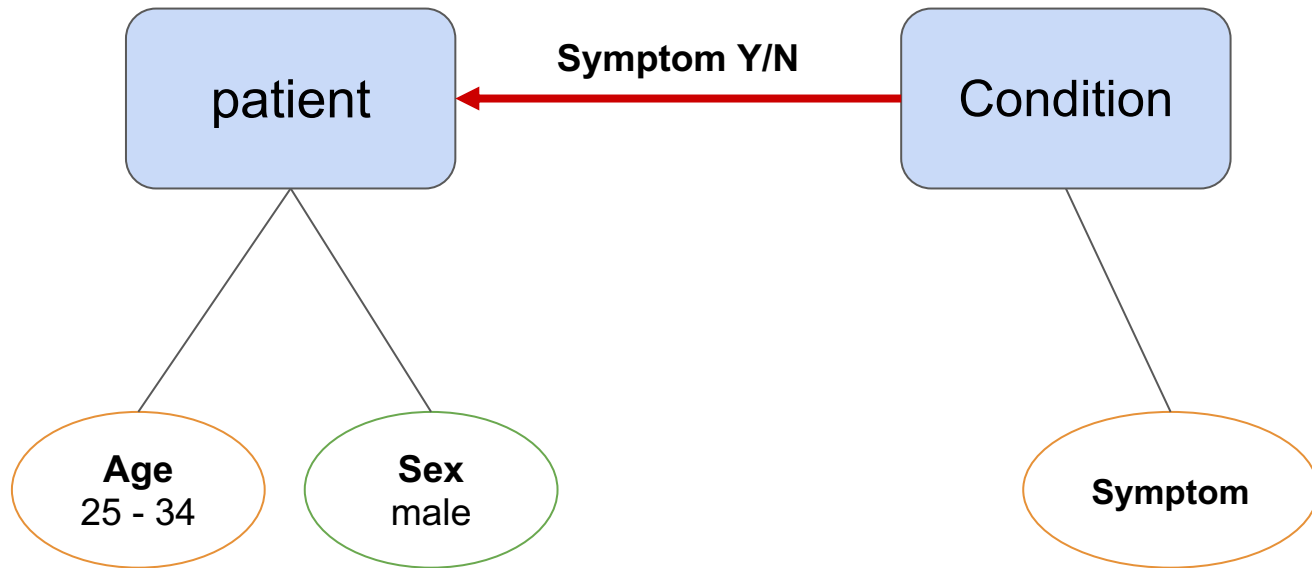 Symptom Y/N
patient
Condition
Age
25 - 34
Sex
male
Symptom